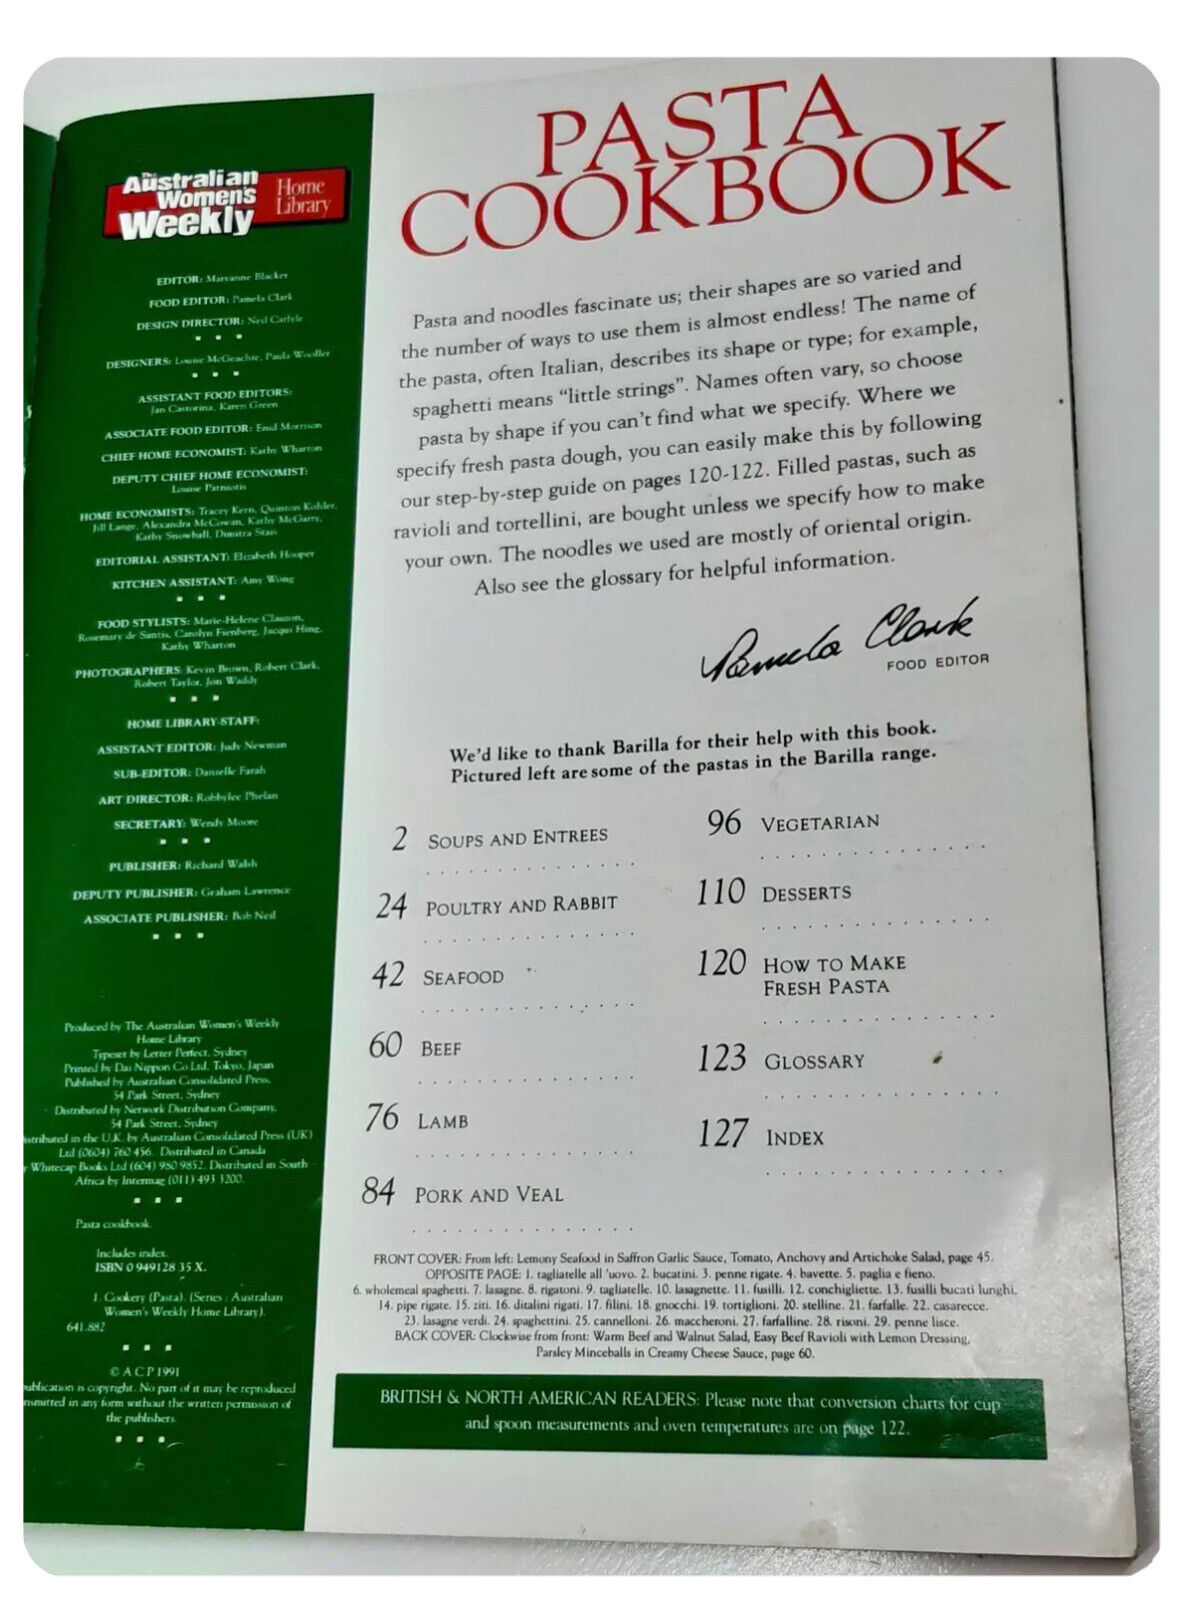 The Australian
Women's
Weekly
Home
Library
EDITOR: Maryanne Blacker
FOOD EDITOR: Pamela Clark
DESIGN DIRECTOR: Neil Carlyle
DESIGNERS: Louise McGeachie, Paula Wooller
ASSISTANT FOOD EDITORS:
Jan Castorina, Karen Green
ASSOCIATE FOOD EDITOR: Enid Morrison
CHIEF HOME ECONOMIST: Kathy Wharton
DEPUTY CHIEF HOME ECONOMIST:
Louise Patniotis
HOME ECONOMISTS: Tracey Kern, Quinton Kohler,
Jill Lange, Alexandra McCowan, Kathy McGarry,
Kathy Snowball, Dimitra Stais
EDITORIAL ASSISTANT: Elizabeth Hooper
KITCHEN ASSISTANT: Amy Wong
FOOD STYLISTS: Marie-Helene Clauzon,
Rosemary de Santis, Carolyn Fienberg, Jacqui Hing,
Kathy Wharton
PHOTOGRAPHERS: Kevin Brown, Robert Clark,
Robert Taylor, Jon Waddy
HOME LIBRARY STAFF:
ASSISTANT EDITOR: Judy Newman
SUB-EDITOR: Danielle Farah
ART DIRECTOR: Robbylee Phelan
SECRETARY: Wendy Moore
PUBLISHER: Richard Walsh
DEPUTY PUBLISHER: Graham Lawrence
ASSOCIATE PUBLISHER: Bob Neil
Produced by The Australian Women's Weekly
Home Library
Typeset by Letter Perfect, Sydney
Printed by Dai Nippon Co Ltd, Tokyo, Japan
Published by Australian Consolidated Press,
54 Park Street, Sydney
Distributed by Network Distribution Company,
54 Park Street, Sydney
istributed in the U.K. by Australian Consolidated Press (UK)
Ltd (0604) 760 456. Distributed in Canada
y Whitecap Books Ltd (604) 980 9852. Distributed in South
Africa by Intermag (011) 493 3200.
Pasta cookbook.
Includes index.
ISBN 0 949128 35 X.
1. Cookery (Pasta). (Series: Australian
Women's Weekly Home Library).
641.882
© A C P 1991
ublication is copyright. No part of it may be reproduced
nsmitted in any form without the written permission of
the publishers.
PASTA
COOKBOOK
Pasta and noodles fascinate us; their shapes are so varied and
the number of ways to use them is almost endless! The name of
the pasta, often Italian, describes its shape or type; for example,
spaghetti means "little strings". Names often vary, so choose
pasta by shape if you can't find what we specify. Where we
specify fresh pasta dough, you can easily make this by following
our step-by-step guide on pages 120-122. Filled pastas, such as
ravioli and tortellini, are bought unless we specify how to make
your own. The noodles we used are mostly of oriental origin.
Also see the glossary for helpful information.
Pamela Clark
FOOD EDITOR
We'd like to thank Barilla for their help with this book.
Pictured left are some of the pastas in the Barilla range.
2 SOUPS AND ENTREES
24 POULTRY AND RABBIT
42 SEAFOOD
60 BEEF
76 LAMB
84 PORK AND VEAL
96 VEGETARIAN
110 DESSERTS
120 HOW TO MAKE
FRESH PASTA
123 GLOSSARY
127 INDEX
FRONT COVER: From left: Lemony Seafood in Saffron Garlic Sauce, Tomato, Anchovy and Artichoke Salad, page 45.
OPPOSITE PAGE: 1. tagliatelle all 'uovo. 2. bucatini. 3. penne rigate. 4. bavette. 5. paglia e fieno.
6. wholemeal spaghetti. 7. lasagne. 8. rigatoni. 9. tagliatelle. 10. lasagnette. 11. fusilli. 12. conchigliette. 13. fusilli bucati lunghi.
14. pipe rigate. 15. ziti. 16. ditalini rigati. 17. filini. 18. gnocchi. 19. tortiglioni. 20. stelline. 21. farfalle. 22. casarecce.
23. lasagne verdi. 24. spaghettini. 25. cannelloni. 26. maccheroni. 27. farfalline. 28. risoni. 29. penne lisce.
BACK COVER: Clockwise from front: Warm Beef and Walnut Salad, Easy Beef Ravioli with Lemon Dressing,
Parsley Minceballs in Creamy Cheese Sauce, page 60.
BRITISH & NORTH AMERICAN READERS: Please note that conversion charts for cup
and spoon measurements and oven temperatures are on page 122.